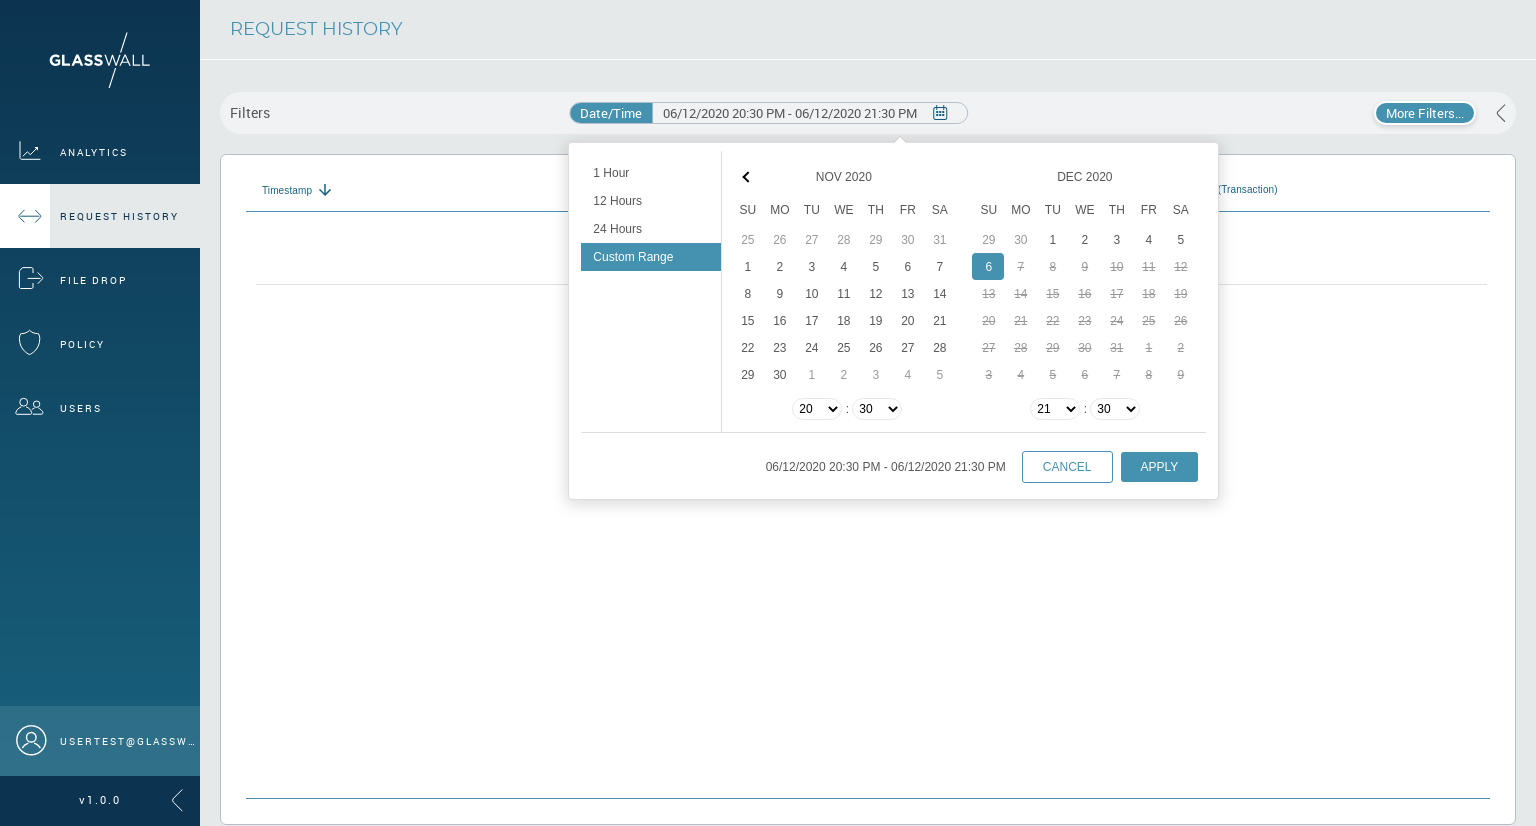 GLASSWALL
ANALYTICS
REQUEST HISTORY
FILE DROP
POLICY
USERS
USERTEST@GLASSW...
v1.0.0
REQUEST HISTORY
Filters
Date/Time 06/12/2020 20:30 PM - 06/12/2020 21:30 PM
More Filters...
Timestamp
(Transaction)
1 Hour
12 Hours
24 Hours
Custom Range
NOV 2020
SU MO TU WE TH FR SA
25 26 27 28 29 30 31
1 2 3 4 5 6 7
8 9 10 11 12 13 14
15 16 17 18 19 20 21
22 23 24 25 26 27 28
29 30 1 2 3 4 5
20 : 30
DEC 2020
SU MO TU WE TH FR SA
29 30 1 2 3 4 5
6 7 8 9 10 11 12
13 14 15 16 17 18 19
20 21 22 23 24 25 26
27 28 29 30 31 1 2
3 4 5 6 7 8 9
21 : 30
06/12/2020 20:30 PM - 06/12/2020 21:30 PM
CANCEL
APPLY